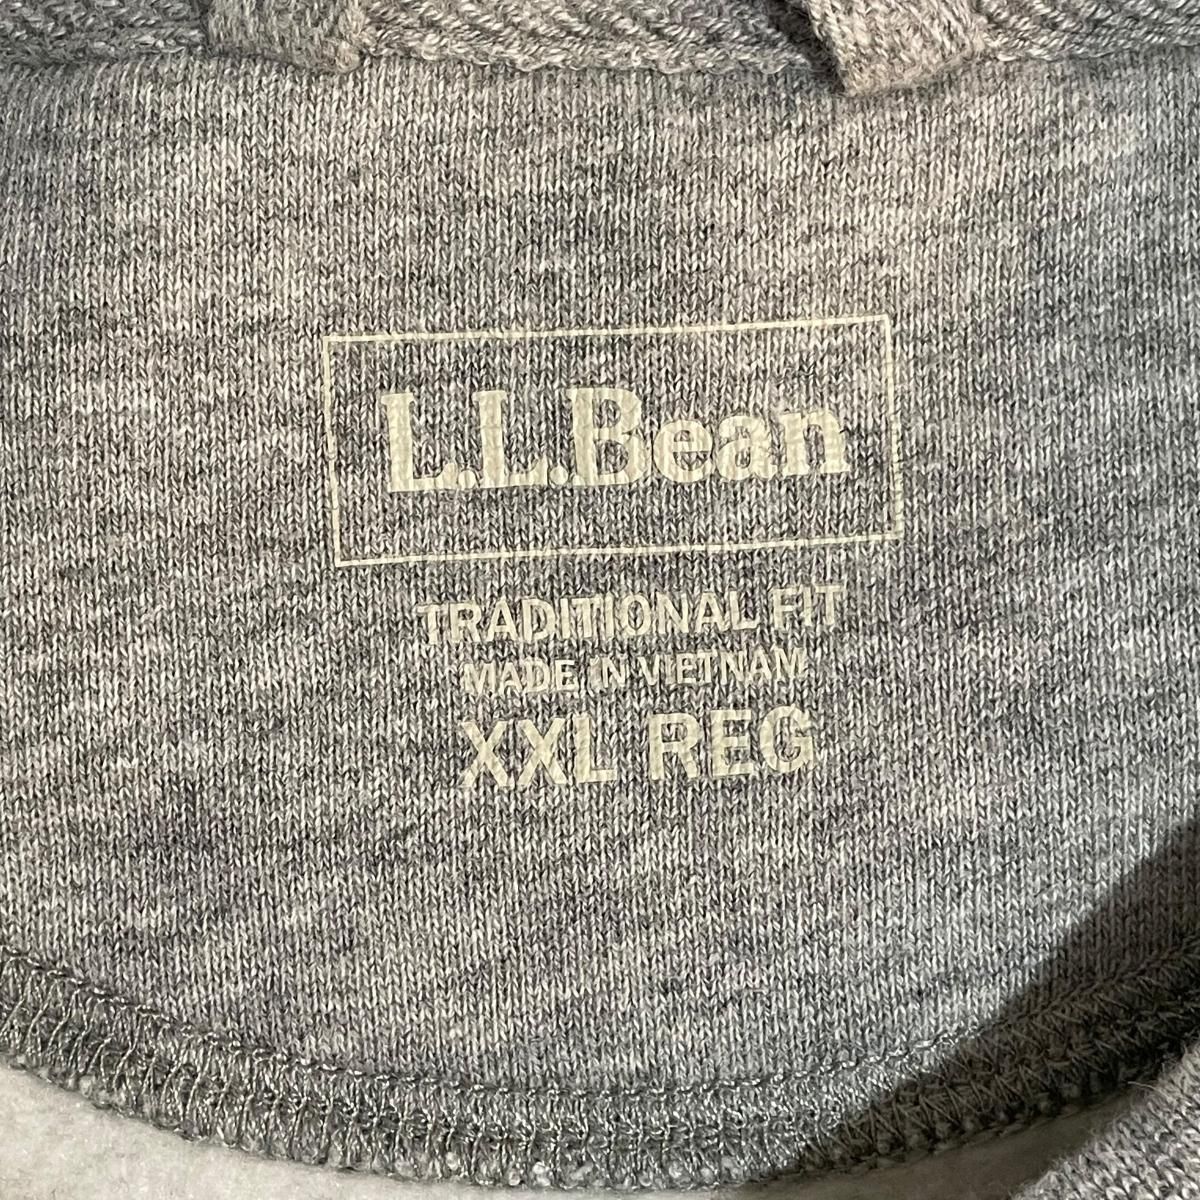 L.L.Bean
TRADITIONAL FIT
MADE IN VIETNAM
XXL REG